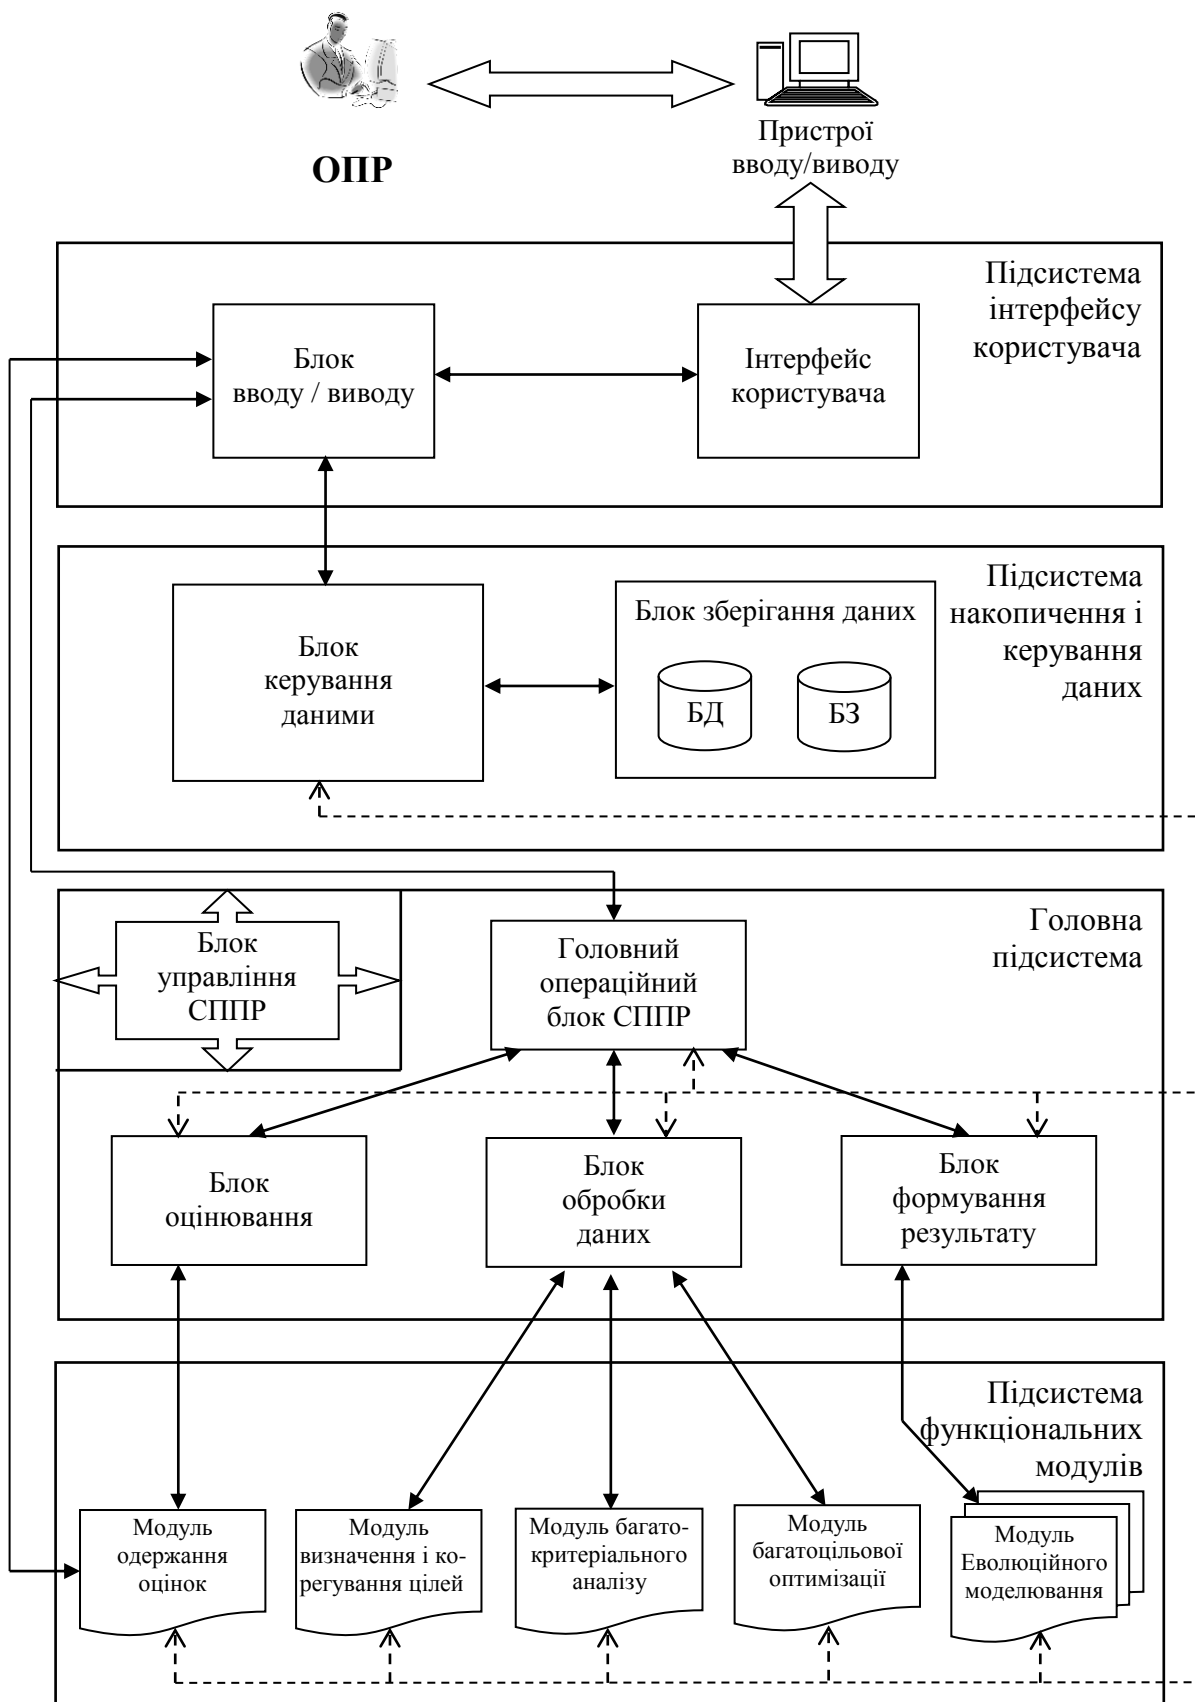 ОПР
Пристрої
вводу/виводу
Підсистема
інтерфейсу
користувача
Блок
вводу / виводу
Інтерфейс
користувача
Підсистема
накопичення і
керування
даних
Блок
керування
даними
Блок зберігання даних
БД
БЗ
Головна
підсистема
Блок
управління
СППР
Головний
операційний
блок СППР
Блок
оцінювання
Блок
обробки
даних
Блок
формування
результату
Підсистема
функціональних
модулів
Модуль
одержання
оцінок
Модуль
визначення і ко-
регування цілей
Модуль багато-
критеріального
аналізу
Модуль
багатоцільової
оптимізації
Модуль
Еволюційного
моделювання